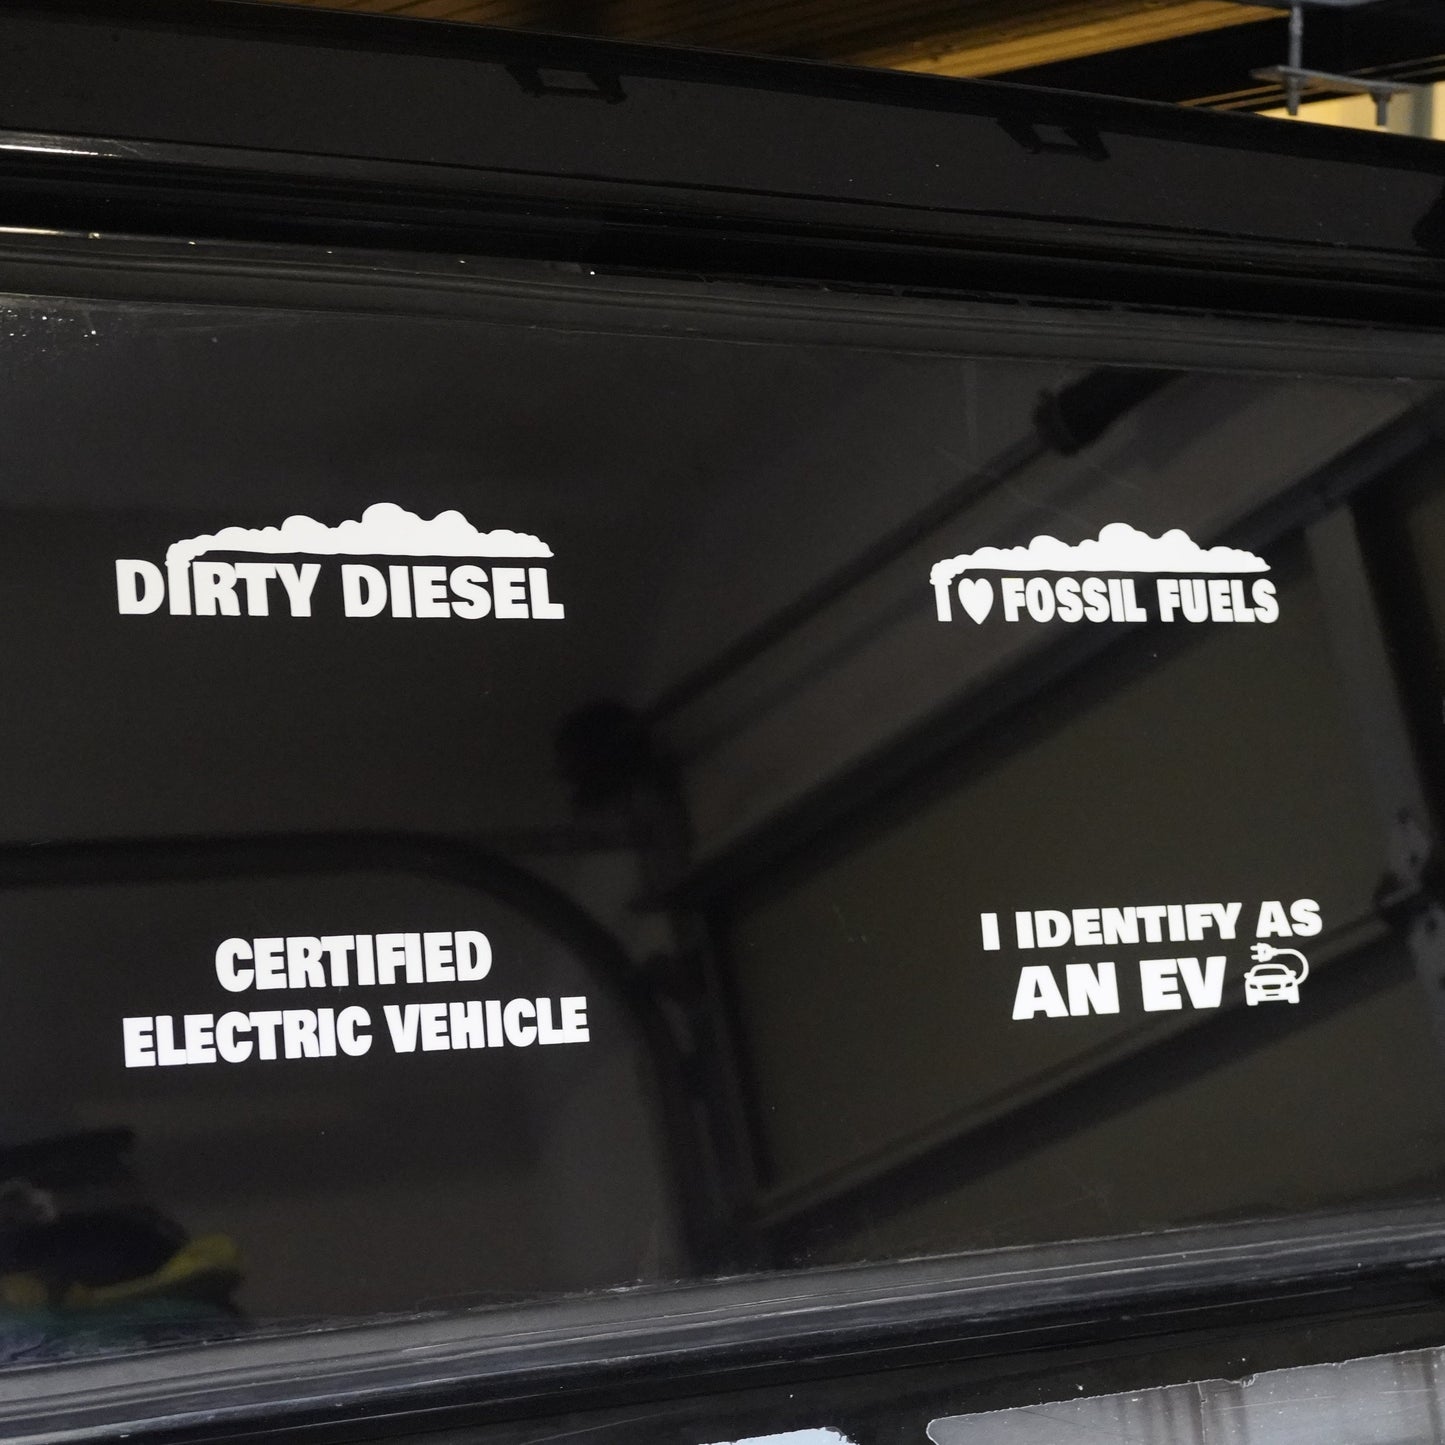 DIRTY DIESEL
I ♥ FOSSIL FUELS
CERTIFIED
ELECTRIC VEHICLE
I IDENTIFY AS
AN EV